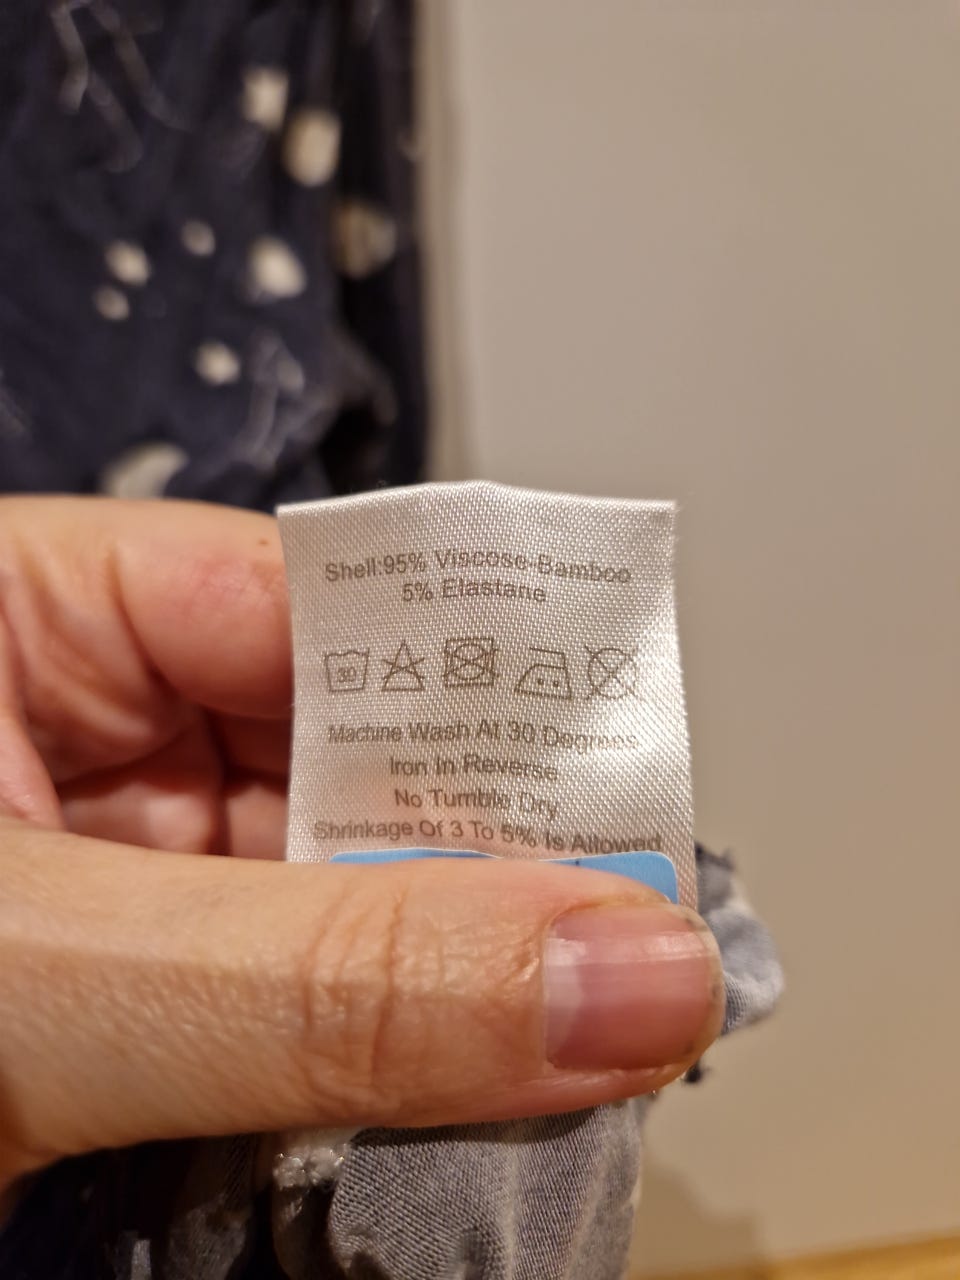 Shell:95% Viscose-Bamboo
5% Elastane
30
Machine Wash At 30 Degrees
Iron In Reverse
No Tumble Dry
Shrinkage Of 3 To 5% Is Allowed